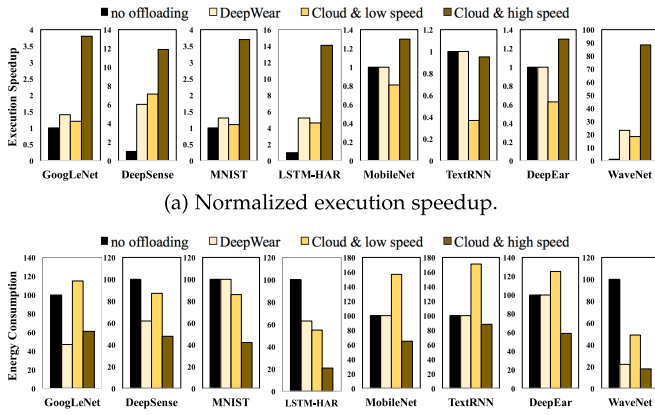 no offloading DeepWear Cloud & low speed Cloud & high speed
Execution Speedup
4 3.5 3 2.5 2 1.5 1 0.5 0
14 12 10 8 6 4 2 0
4 3.5 3 2.5 2 1.5 1 0.5 0
16 14 12 10 8 6 4 2 0
1.4 1.2 1 0.8 0.6 0.4 0.2 0
1.2 1 0.8 0.6 0.4 0.2 0
1.4 1.2 1 0.8 0.6 0.4 0.2 0
100 90 80 70 60 50 40 30 20 10 0
GoogLeNet DeepSense MNIST LSTM-HAR MobileNet TextRNN DeepEar WaveNet
(a) Normalized execution speedup.
no offloading DeepWear Cloud & low speed Cloud & high speed
Energy Consumption
140 120 100 80 60 40 20 0
120 100 80 60 40 20 0
120 100 80 60 40 20 0
120 100 80 60 40 20 0
180 160 140 120 100 80 60 40 20 0
180 160 140 120 100 80 60 40 20 0
140 120 100 80 60 40 20 0
120 100 80 60 40 20 0
GoogLeNet DeepSense MNIST LSTM-HAR MobileNet TextRNN DeepEar WaveNet